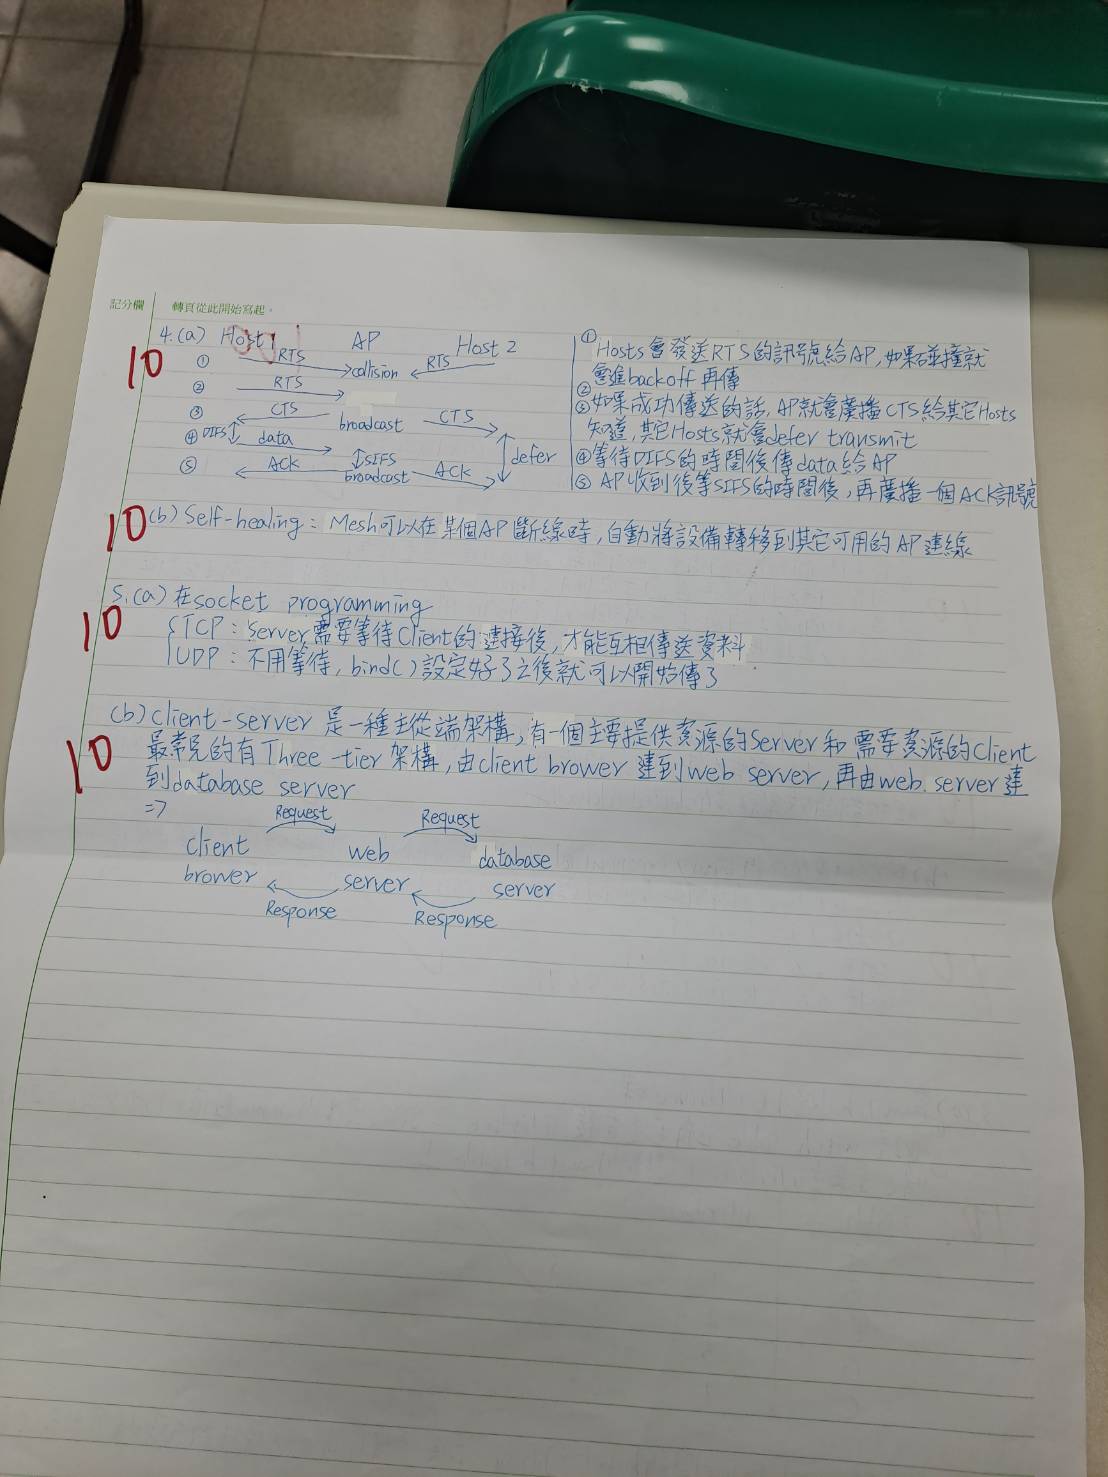 記分欄 轉頁從此開始寫起。
10
4.(a) Host1 AP Host 2
① RTS collision RTS
② RTS
③ CTS broadcast CTS
④ DIFS data defer
⑤ ACK SIFS broadcast ACK
① Hosts會發送RTS的訊號給AP,如果碰撞就
會進backoff再傳
②
③如果成功傳送的話,AP就會廣播CTS給其它Hosts
知道,其它Hosts就會defer transmit
④等待DIFS的時間後傳data給AP
⑤ AP收到後等SIFS的時間後,再廣播一個ACK訊號
10
(b) Self-healing: Mesh可以在某個AP斷線時,自動將設備轉移到其它可用的AP連線
5.(a)在socket programming
10
TCP: Server需要等待Client的連接後,才能互相傳送資料
UDP: 不用等待,bind()設定好了之後就可以開始傳了
(b) client-server是一種主從端架構,有一個主要提供資源的Server和需要資源的Client
10
最常見的有Three-tier架構,由client brower連到web server,再由web server連
到database server
=> Request Request
client web database
brower server server
Response Response